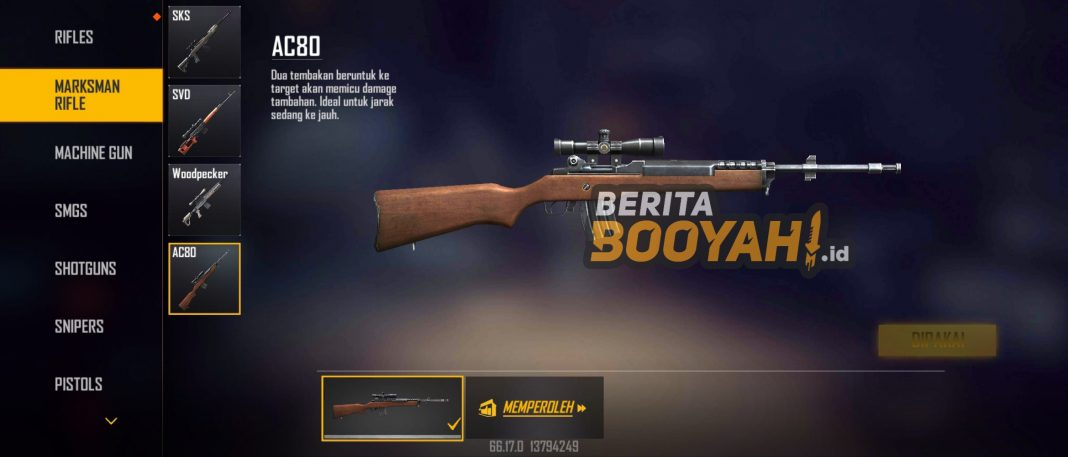 RIFLES
MARKSMAN
RIFLE
MACHINE GUN
SMGS
SHOTGUNS
SNIPERS
PISTOLS
SKS
SVD
Woodpecker
AC80
AC80
Dua tembakan beruntuk ke
target akan memicu damage
tambahan. Ideal untuk jarak
sedang ke jauh.
BERITA
BOOYAH!.id
DIPAKAI
MEMPEROLEH
66.17.0 13794249